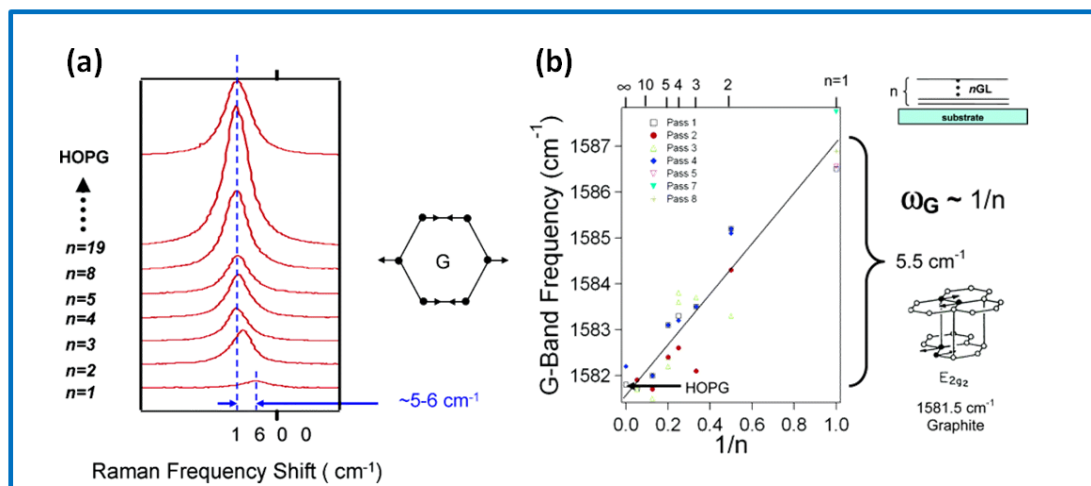 (a)
HOPG
n=19
n=8
n=5
n=4
n=3
n=2
n=1
~5-6 cm-1
1 6 0 0
Raman Frequency Shift ( cm-1)
G
(b)
∞ 10 5 4 3 2 n=1
G-Band Frequency (cm-1)
1587
1586
1585
1584
1583
1582
Pass 1
Pass 2
Pass 3
Pass 4
Pass 5
Pass 7
Pass 8
HOPG
0.0 0.2 0.4 0.6 0.8 1.0
1/n
n
nGL
substrate
ωG ~ 1/n
5.5 cm-1
E2g2
1581.5 cm-1
Graphite